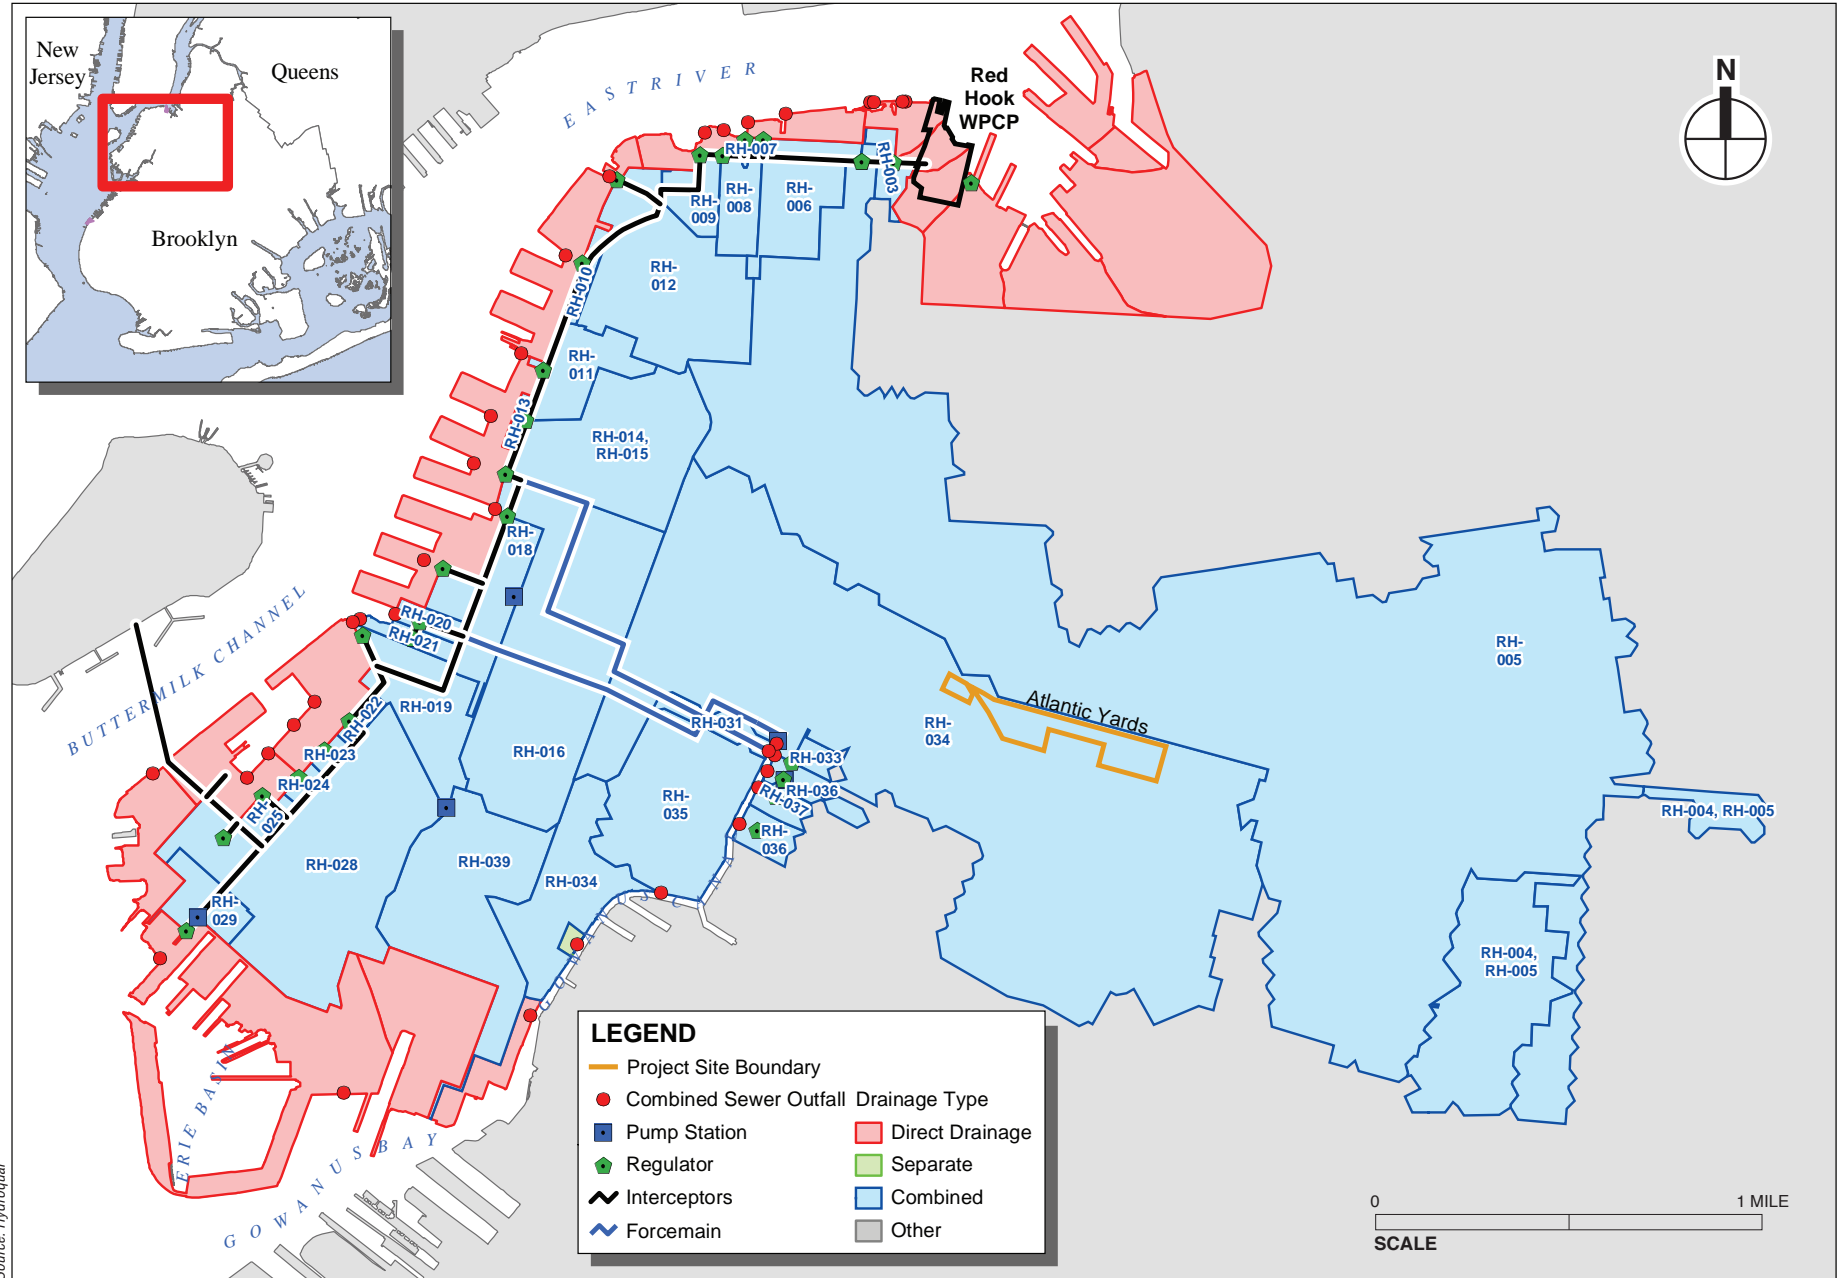 New
Jersey
Queens
Brooklyn
EAST RIVER
Red
Hook
WPCP
N
RH-007
RH-003
RH-
009
RH-
008
RH-
006
RH-010
RH-
012
RH-
011
RH-013
RH-014,
RH-015
RH-
018
RH-020
RH-021
RH-
005
BUTTERMILK CHANNEL
Atlantic Yards
RH-019
RH-022
RH-031
RH-
034
RH-023
RH-016
RH-033
RH-024
RH-036
RH-037
RH-
025
RH-
035
RH-004, RH-005
RH-
036
RH-028
RH-039
RH-034
RH-
029
RH-004,
RH-005
ERIE BASIN
GOWANUS BAY
LEGEND
Project Site Boundary
Combined Sewer Outfall
Pump Station
Regulator
Interceptors
Forcemain
Drainage Type
Direct Drainage
Separate
Combined
Other
0
1 MILE
SCALE